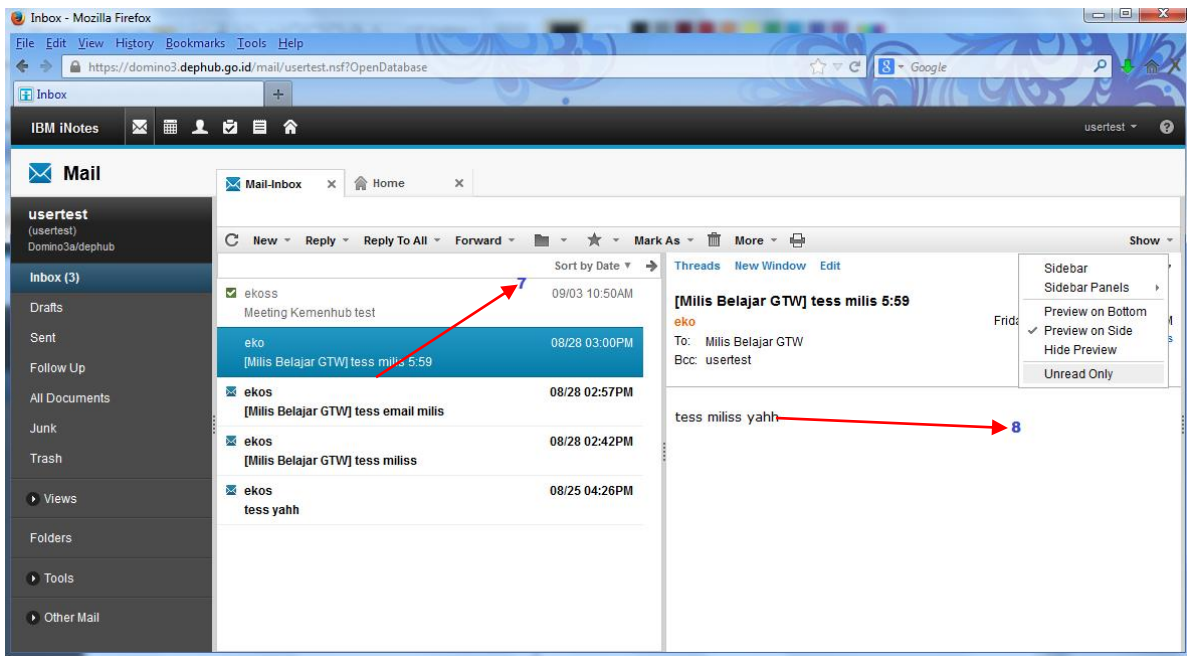 Inbox - Mozilla Firefox
File Edit View History Bookmarks Tools Help
https://domino3.dephub.go.id/mail/usertest.nsf?OpenDatabase
Google
Inbox
IBM iNotes
usertest
Mail
Mail-Inbox
Home
usertest
(usertest)
Domino3a/dephub
New Reply Reply To All Forward Mark As More Show
Inbox (3)
Drafts
Sent
Follow Up
All Documents
Junk
Trash
Views
Folders
Tools
Other Mail
Sort by Date
7
ekoss 09/03 10:50AM
Meeting Kemenhub test
eko 08/28 03:00PM
[Milis Belajar GTW] tess milis 5:59
ekos 08/28 02:57PM
[Milis Belajar GTW] tess email milis
ekos 08/28 02:42PM
[Milis Belajar GTW] tess miliss
ekos 08/25 04:26PM
tess yahh
Threads New Window Edit
[Milis Belajar GTW] tess milis 5:59
eko
To: Milis Belajar GTW
Bcc: usertest
tess miliss yahh
8
Sidebar
Sidebar Panels
Preview on Bottom
Preview on Side
Hide Preview
Unread Only